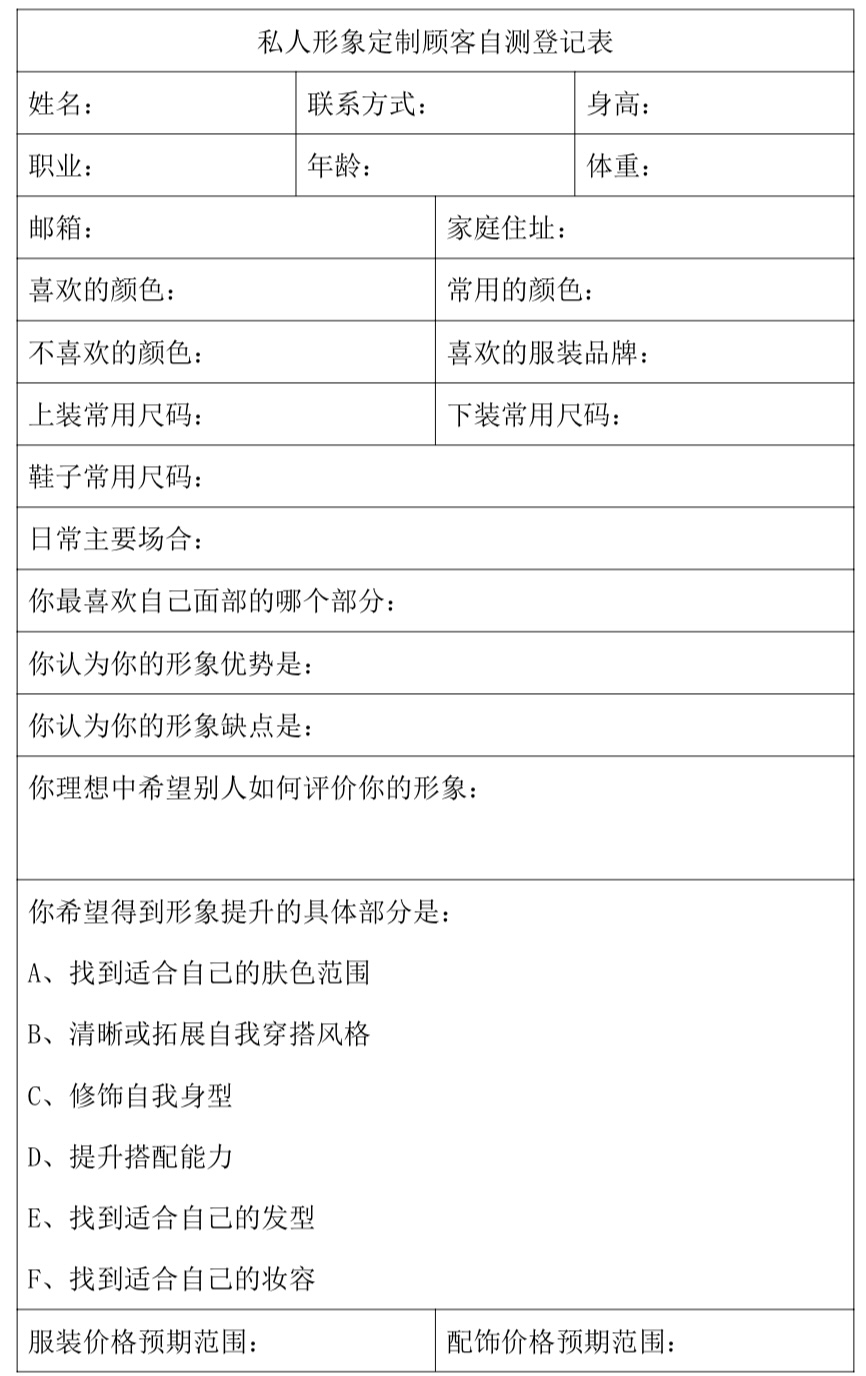 私人形象定制顾客自测登记表
姓名： 联系方式： 身高：
职业： 年龄： 体重：
邮箱： 家庭住址：
喜欢的颜色： 常用的颜色：
不喜欢的颜色： 喜欢的服装品牌：
上装常用尺码： 下装常用尺码：
鞋子常用尺码：
日常主要场合：
你最喜欢自己面部的哪个部分：
你认为你的形象优势是：
你认为你的形象缺点是：
你理想中希望别人如何评价你的形象：
你希望得到形象提升的具体部分是：
A、找到适合自己的肤色范围
B、清晰或拓展自我穿搭风格
C、修饰自我身型
D、提升搭配能力
E、找到适合自己的发型
F、找到适合自己的妆容
服装价格预期范围： 配饰价格预期范围：